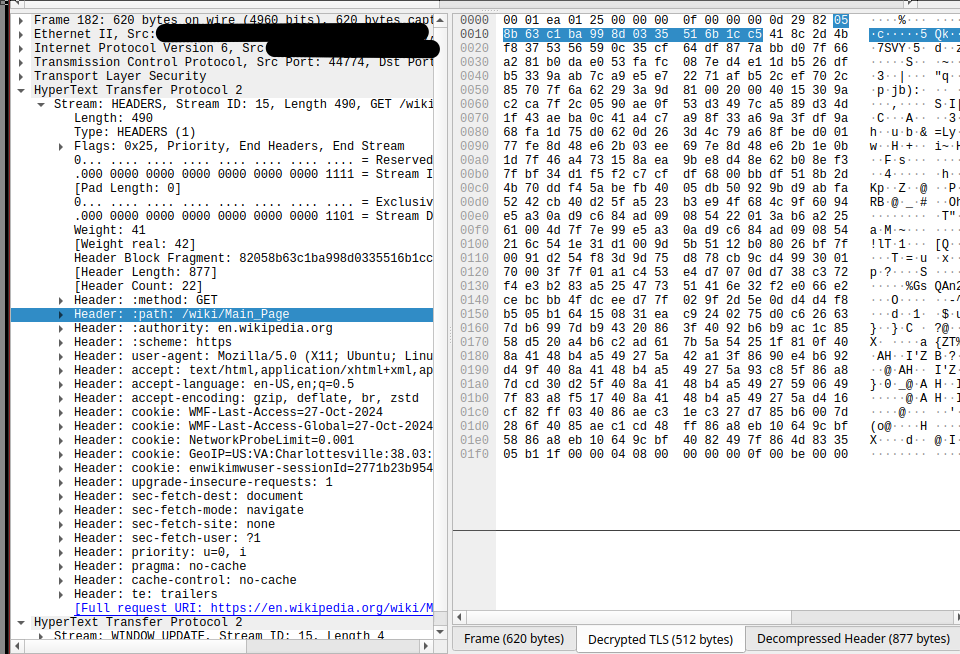 Frame 182: 620 bytes on wire (4960 bits), 620 bytes capt
Ethernet II, Src:
Internet Protocol Version 6, Src
Transmission Control Protocol, Src Port: 44774, Dst Port
Transport Layer Security
HyperText Transfer Protocol 2
Stream: HEADERS, Stream ID: 15, Length 490, GET /wiki
Length: 490
Type: HEADERS (1)
Flags: 0x25, Priority, End Headers, End Stream
0... .... .... .... .... .... .... .... = Reserved
.000 0000 0000 0000 0000 0000 0000 1111 = Stream I
[Pad Length: 0]
0... .... .... .... .... .... .... .... = Exclusiv
.000 0000 0000 0000 0000 0000 0000 1101 = Stream D
Weight: 41
[Weight real: 42]
Header Block Fragment: 82058b63c1ba998d0335516b1cc
[Header Length: 877]
[Header Count: 22]
Header: :method: GET
Header: :path: /wiki/Main_Page
Header: :authority: en.wikipedia.org
Header: :scheme: https
Header: user-agent: Mozilla/5.0 (X11; Ubuntu; Linu
Header: accept: text/html,application/xhtml+xml,ap
Header: accept-language: en-US,en;q=0.5
Header: accept-encoding: gzip, deflate, br, zstd
Header: cookie: WMF-Last-Access=27-Oct-2024
Header: cookie: WMF-Last-Access-Global=27-Oct-2024
Header: cookie: NetworkProbeLimit=0.001
Header: cookie: GeoIP=US:VA:Charlottesville:38.03:
Header: cookie: enwikimwuser-sessionId=2771b23b954
Header: upgrade-insecure-requests: 1
Header: sec-fetch-dest: document
Header: sec-fetch-mode: navigate
Header: sec-fetch-site: none
Header: sec-fetch-user: ?1
Header: priority: u=0, i
Header: pragma: no-cache
Header: cache-control: no-cache
Header: te: trailers
[Full request URI: https://en.wikipedia.org/wiki/M
HyperText Transfer Protocol 2
Stream: WINDOW_UPDATE, Stream ID: 15, Length 4
0000 00 01 ea 01 25 00 00 00 0f 00 00 00 0d 29 82 05
0010 8b 63 c1 ba 99 8d 03 35 51 6b 1c c5 41 8c 2d 4b
0020 f8 37 53 56 59 0c 35 cf 64 df 87 7a bb d0 7f 66
0030 a2 81 b0 da e0 53 fa fc 08 7e d4 e1 1d b5 26 df
0040 b5 33 9a ab 7c a9 e5 e7 22 71 af b5 2c ef 70 2c
0050 85 70 7f 6a 62 29 3a 9d 81 00 20 00 40 15 30 9a
0060 c2 ca 7f 2c 05 90 ae 0f 53 d3 49 7c a5 89 d3 4d
0070 1f 43 ae ba 0c 41 a4 c7 a9 8f 33 a6 9a 3f df 9a
0080 68 fa 1d 75 d0 62 0d 26 3d 4c 79 a6 8f be d0 01
0090 77 fe 8d 48 e6 2b 03 ee 69 7e 8d 48 e6 2b 1e 0b
00a0 1d 7f 46 a4 73 15 8a ea 9b e8 d4 8e 62 b0 8e f3
00b0 7f bf 34 d1 f5 f2 c7 cf df 68 00 bb df 51 8b 2d
00c0 4b 70 dd f4 5a be fb 40 05 db 50 92 9b d9 ab fa
00d0 52 42 cb 40 d2 5f a5 23 b3 e9 4f 68 4c 9f 60 94
00e0 e5 a3 0a d9 c6 84 ad 09 08 54 22 01 3a b6 a2 25
00f0 61 00 4d 7f 7e 99 e5 a3 0a d9 c6 84 ad 09 08 54
0100 21 6c 54 1e 31 d1 00 9d 5b 51 12 b0 80 26 bf 7f
0110 00 91 d2 54 f8 3d 9d 75 d8 78 cb 9c d4 99 30 01
0120 70 00 3f 7f 01 a1 c4 53 e4 d7 07 0d d7 38 c3 72
0130 f4 e3 b2 83 a5 25 47 73 51 41 6e 32 f2 e0 66 e2
0140 ce bc bb 4f dc ee d7 7f 02 9f 2d 5e 0d d4 d4 f8
0150 b5 05 b1 64 15 08 31 ea c9 24 02 75 d0 c6 26 63
0160 7d b6 99 7d b9 43 20 86 3f 40 92 b6 b9 ac 1c 85
0170 58 d5 20 a4 b6 c2 ad 61 7b 5a 54 25 1f 81 0f 40
0180 8a 41 48 b4 a5 49 27 5a 42 a1 3f 86 90 e4 b6 92
0190 d4 9f 40 8a 41 48 b4 a5 49 27 5a 93 c8 5f 86 a8
01a0 7d cd 30 d2 5f 40 8a 41 48 b4 a5 49 27 59 06 49
01b0 7f 83 a8 f5 17 40 8a 41 48 b4 a5 49 27 5a d4 16
01c0 cf 82 ff 03 40 86 ae c3 1e c3 27 d7 85 b6 00 7d
01d0 28 6f 40 85 ae c1 cd 48 ff 86 a8 eb 10 64 9c bf
01e0 58 86 a8 eb 10 64 9c bf 40 82 49 7f 86 4d 83 35
01f0 05 b1 1f 00 00 04 08 00 00 00 00 0f 00 be 00 00
Frame (620 bytes)
Decrypted TLS (512 bytes)
Decompressed Header (877 bytes)